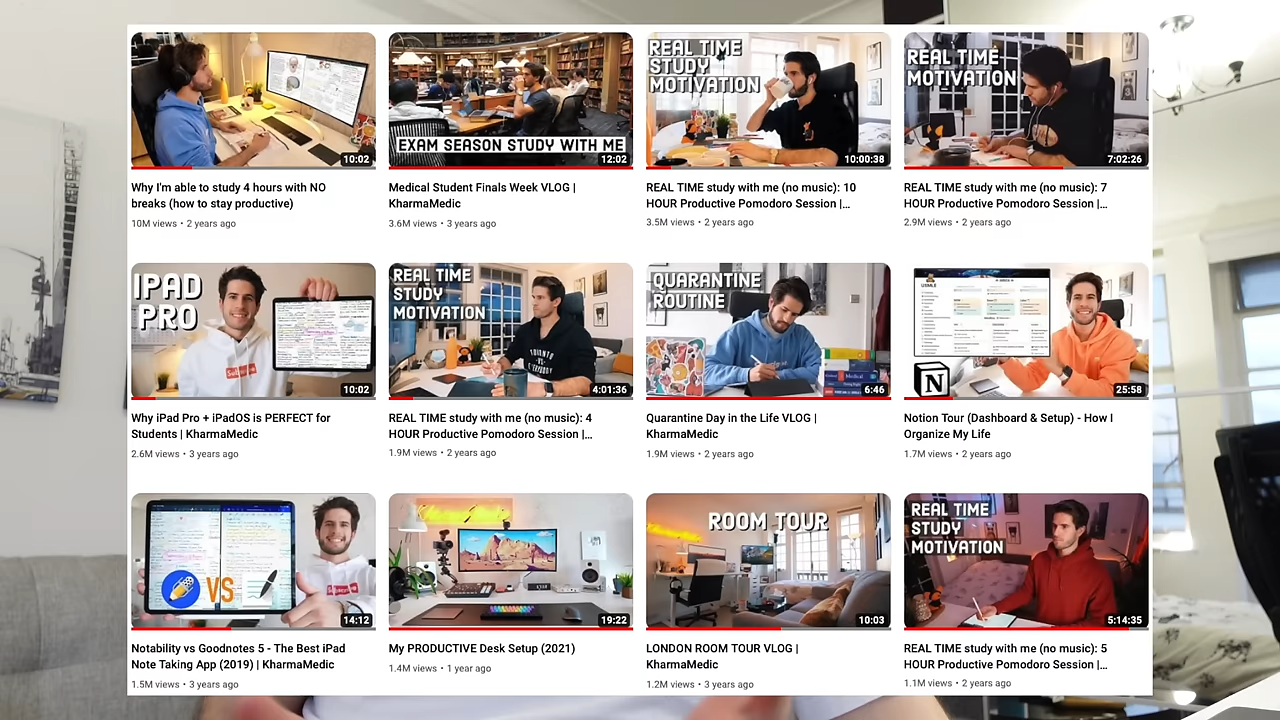 10:02
EXAM SEASON STUDY WITH ME
12:02
REAL TIME
STUDY
MOTIVATION
10:00:38
REAL TIME
MOTIVATION
7:02:26
Why I'm able to study 4 hours with NO
breaks (how to stay productive)
10M views • 2 years ago
Medical Student Finals Week VLOG |
KharmaMedic
3.6M views • 3 years ago
REAL TIME study with me (no music): 10
HOUR Productive Pomodoro Session |...
3.5M views • 2 years ago
REAL TIME study with me (no music): 7
HOUR Productive Pomodoro Session |...
2.9M views • 2 years ago
IPAD
PRO
10:02
REAL TIME
STUDY
MOTIVATION
4:01:36
QUARANTINE
ROUTINE
6:46
N
25:58
Why iPad Pro + iPadOS is PERFECT for
Students | KharmaMedic
2.6M views • 3 years ago
REAL TIME study with me (no music): 4
HOUR Productive Pomodoro Session |...
1.9M views • 2 years ago
Quarantine Day in the Life VLOG |
KharmaMedic
1.9M views • 2 years ago
Notion Tour (Dashboard & Setup) - How I
Organize My Life
1.7M views • 2 years ago
VS
14:12
19:22
ROOM TOUR
10:03
REAL TIME
STUDY
MOTIVATION
5:14:35
Notability vs Goodnotes 5 - The Best iPad
Note Taking App (2019) | KharmaMedic
1.5M views • 3 years ago
My PRODUCTIVE Desk Setup (2021)
1.4M views • 1 year ago
LONDON ROOM TOUR VLOG |
KharmaMedic
1.2M views • 3 years ago
REAL TIME study with me (no music): 5
HOUR Productive Pomodoro Session |...
1.1M views • 2 years ago